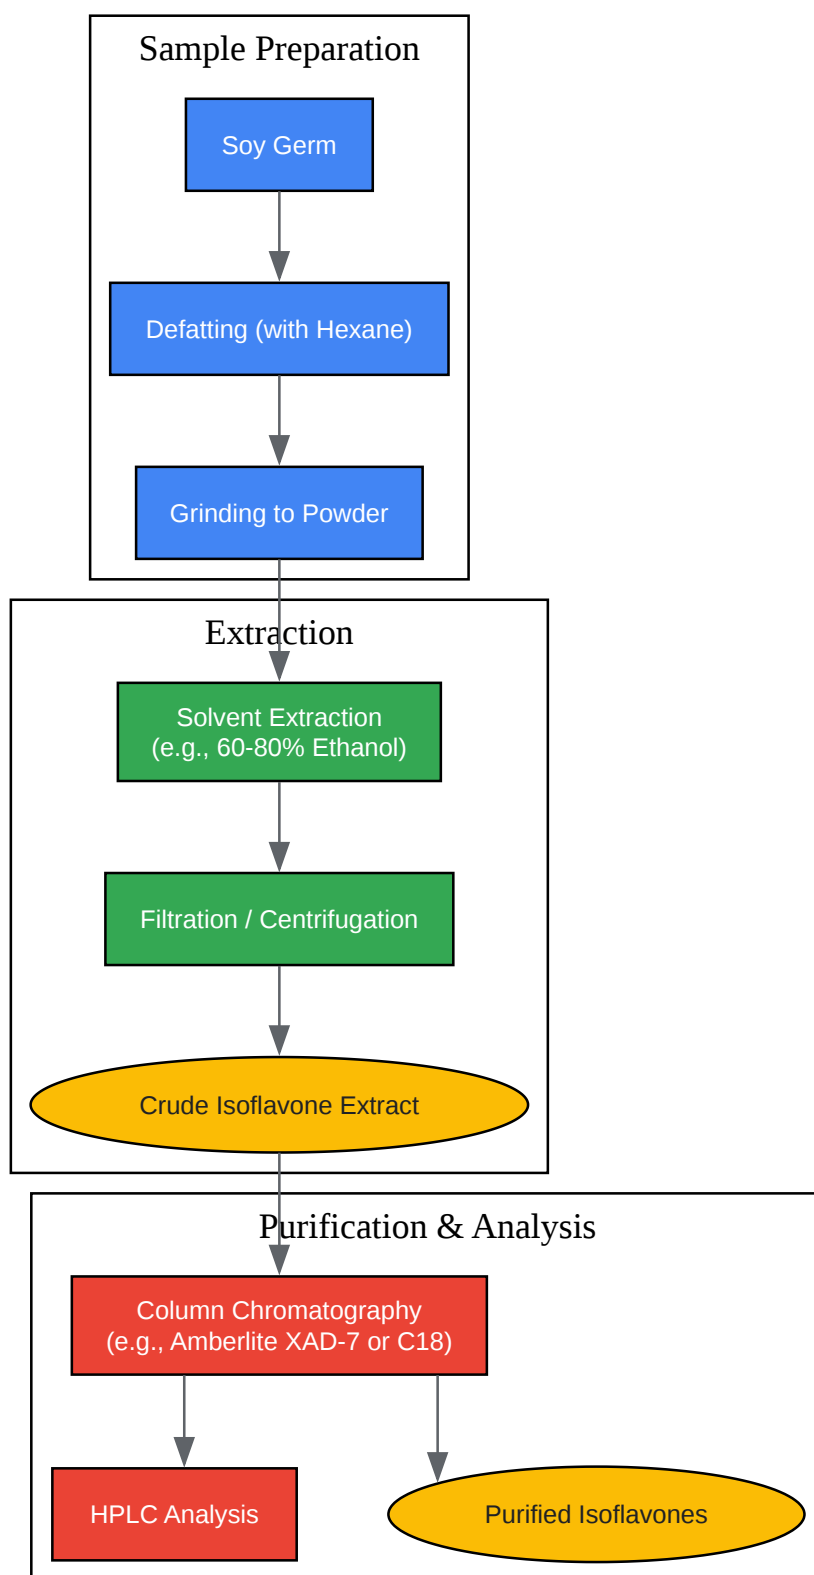 Sample Preparation
Soy Germ
Defatting (with Hexane)
Grinding to Powder
Extraction
Solvent Extraction
(e.g., 60-80% Ethanol)
Filtration / Centrifugation
Crude Isoflavone Extract
Purification & Analysis
Column Chromatography
(e.g., Amberlite XAD-7 or C18)
HPLC Analysis
Purified Isoflavones